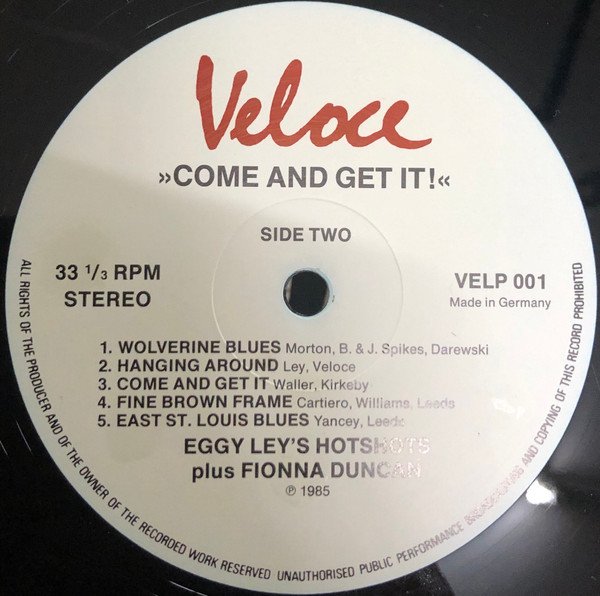 Veloce
»COME AND GET IT!«
SIDE TWO
33 1/3 RPM
STEREO
VELP 001
Made in Germany
1. WOLVERINE BLUES Morton, B. & J. Spikes, Darewski
2. HANGING AROUND Ley, Veloce
3. COME AND GET IT Waller, Kirkeby
4. FINE BROWN FRAME Cartiero, Williams, Leeds
5. EAST ST. LOUIS BLUES Yancey, Leeds
EGGY LEY'S HOTSHOTS
plus FIONNA DUNCAN
℗ 1985
ALL RIGHTS OF THE PRODUCER AND OF THE OWNER OF THE RECORDED WORK RESERVED UNAUTHORISED PUBLIC PERFORMANCE BROADCASTING AND COPYING OF THIS RECORD PROHIBITED